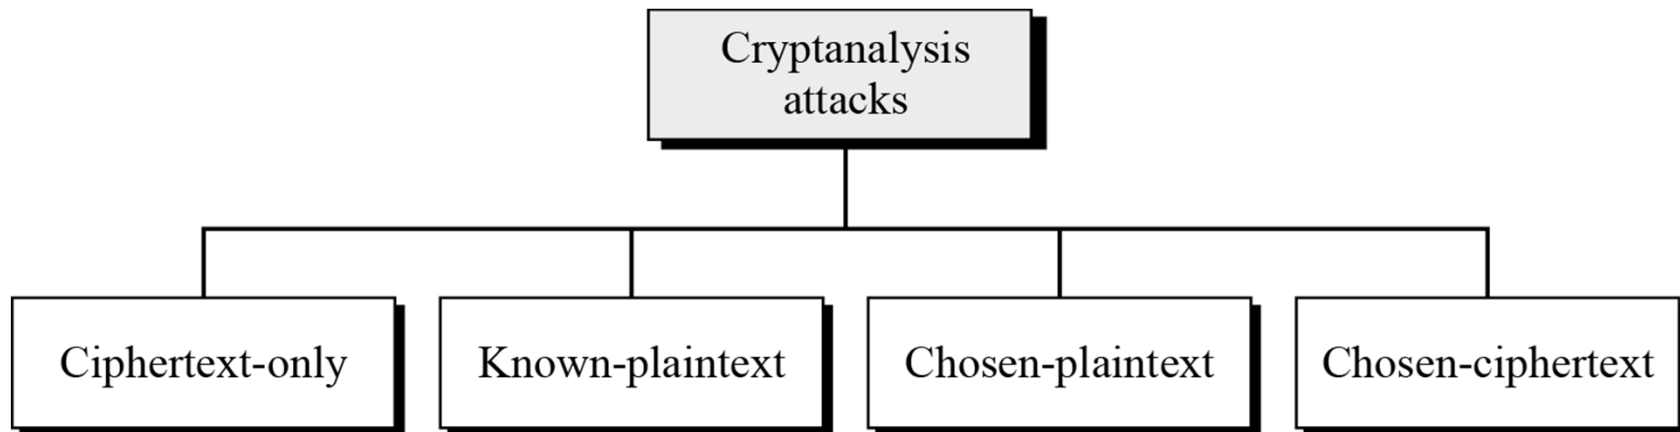 Cryptanalysis
attacks
Ciphertext-only
Known-plaintext
Chosen-plaintext
Chosen-ciphertext